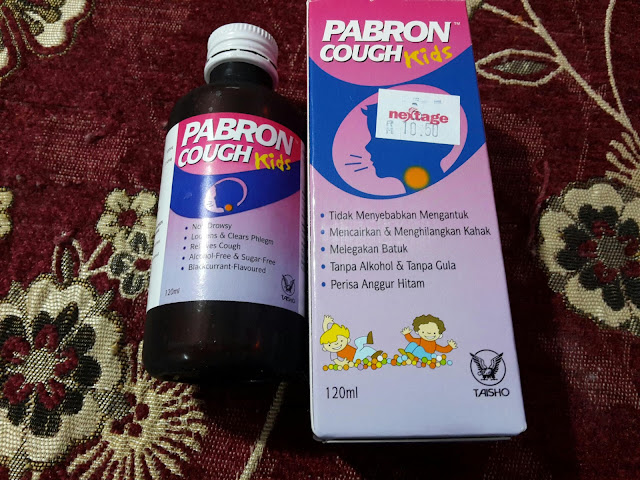 PABRON
COUGH Kids
• Non-Drowsy
• Loosens & Clears Phlegm
• Relieves Cough
• Alcohol-Free & Sugar-Free
• Blackcurrant-Flavoured
120ml
TAISHO
PABRON™
COUGH Kids
nextage
10.50
• Tidak Menyebabkan Mengantuk
• Mencairkan & Menghilangkan Kahak
• Melegakan Batuk
• Tanpa Alkohol & Tanpa Gula
• Perisa Anggur Hitam
120ml
TAISHO